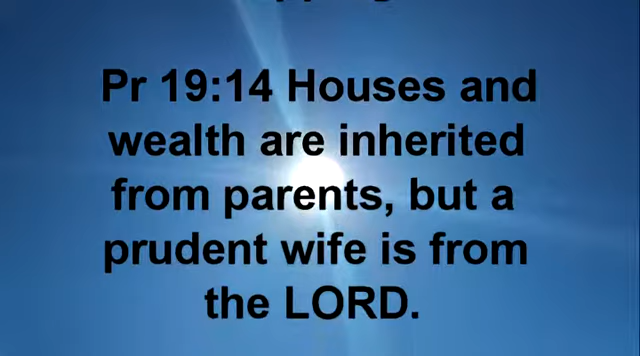 Pr 19:14 Houses and
wealth are inherited
from parents, but a
prudent wife is from
the LORD.